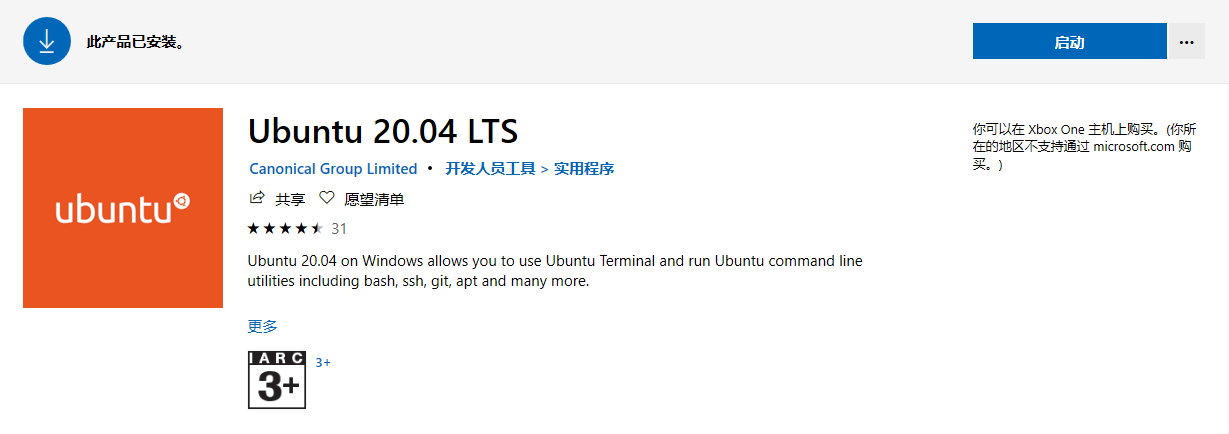 此产品已安装。
启动
...
ubuntu
Ubuntu 20.04 LTS
Canonical Group Limited • 开发人员工具 > 实用程序
共享 愿望清单
31
Ubuntu 20.04 on Windows allows you to use Ubuntu Terminal and run Ubuntu command line
utilities including bash, ssh, git, apt and many more.
更多
IARC
3+
3+
你可以在 Xbox One 主机上购买。(你所
在的地区不支持通过 microsoft.com 购
买。)